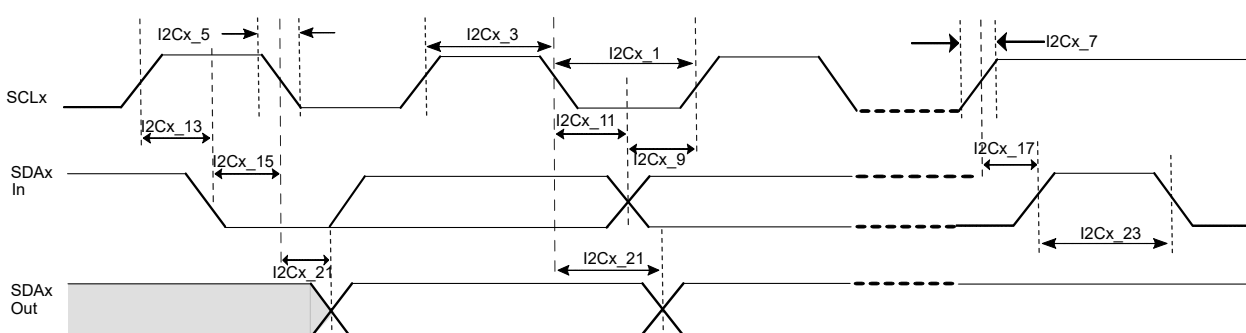 I2Cx_5
I2Cx_3
I2Cx_1
I2Cx_7
SCLx
I2Cx_13
I2Cx_11
I2Cx_9
I2Cx_15
I2Cx_17
SDAx
In
I2Cx_23
I2Cx_21
I2Cx_21
SDAx
Out